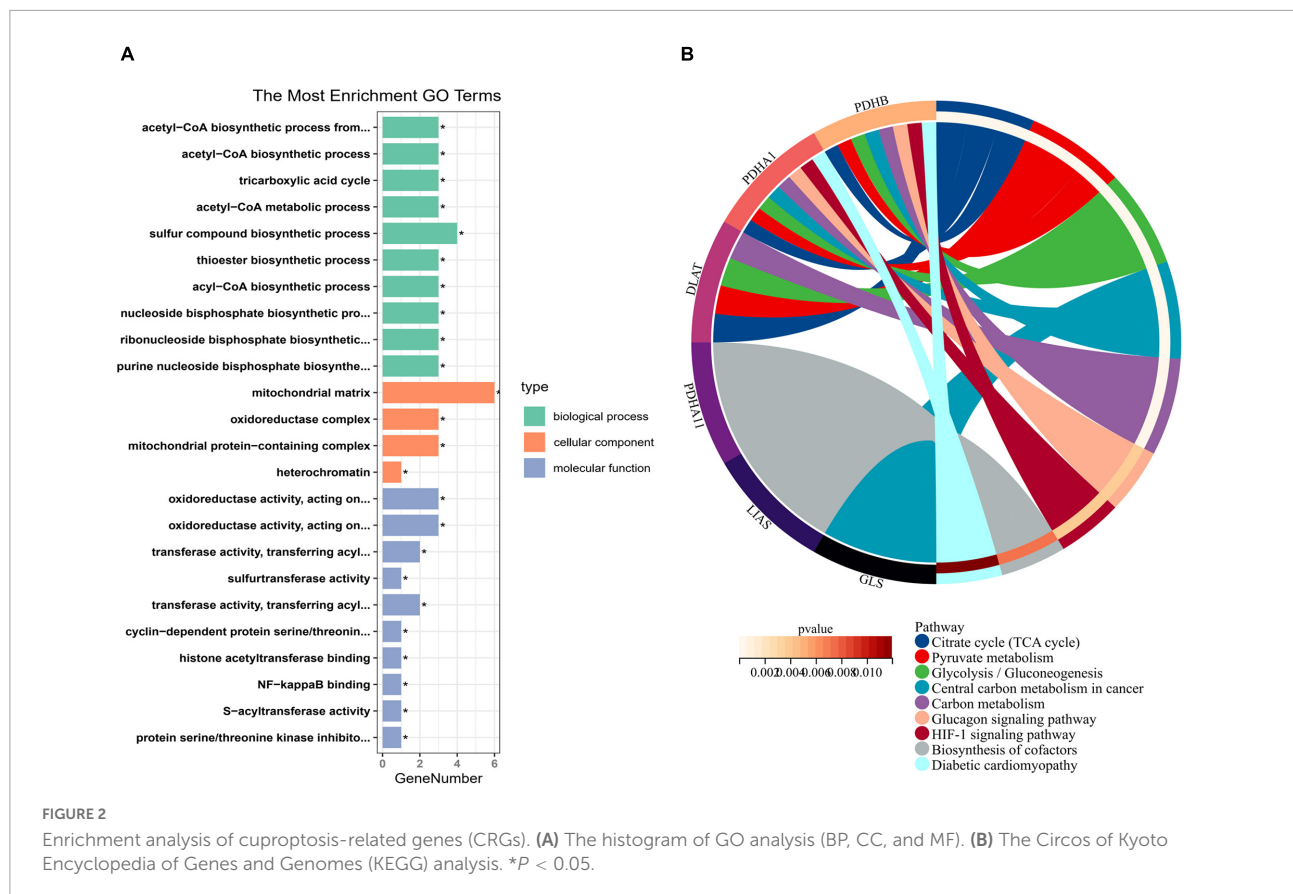 A
The Most Enrichment GO Terms
acetyl−CoA biosynthetic process from...
acetyl−CoA biosynthetic process
tricarboxylic acid cycle
acetyl−CoA metabolic process
sulfur compound biosynthetic process
thioester biosynthetic process
acyl−CoA biosynthetic process
nucleoside bisphosphate biosynthetic pro...
ribonucleoside bisphosphate biosynthetic...
purine nucleoside bisphosphate biosynthe...
mitochondrial matrix
oxidoreductase complex
mitochondrial protein−containing complex
heterochromatin
oxidoreductase activity, acting on...
oxidoreductase activity, acting on...
transferase activity, transferring acyl...
sulfurtransferase activity
transferase activity, transferring acyl...
cyclin−dependent protein serine/threonin...
histone acetyltransferase binding
NF−kappaB binding
S−acyltransferase activity
protein serine/threonine kinase inhibito...
* * * * * * * * * * * * * * * * * * * * * * * *
0 2 4 6
GeneNumber
type
biological process
cellular component
molecular function
B
PDHB
PDHA1
DLAT
PDHA11
LIAS
GLS
pvalue
0.002 0.004 0.006 0.008 0.010
Pathway
Citrate cycle (TCA cycle)
Pyruvate metabolism
Glycolysis / Gluconeogenesis
Central carbon metabolism in cancer
Carbon metabolism
Glucagon signaling pathway
HIF-1 signaling pathway
Biosynthesis of cofactors
Diabetic cardiomyopathy
FIGURE 2
Enrichment analysis of cuproptosis-related genes (CRGs). (A) The histogram of GO analysis (BP, CC, and MF). (B) The Circos of Kyoto
Encyclopedia of Genes and Genomes (KEGG) analysis. *P < 0.05.